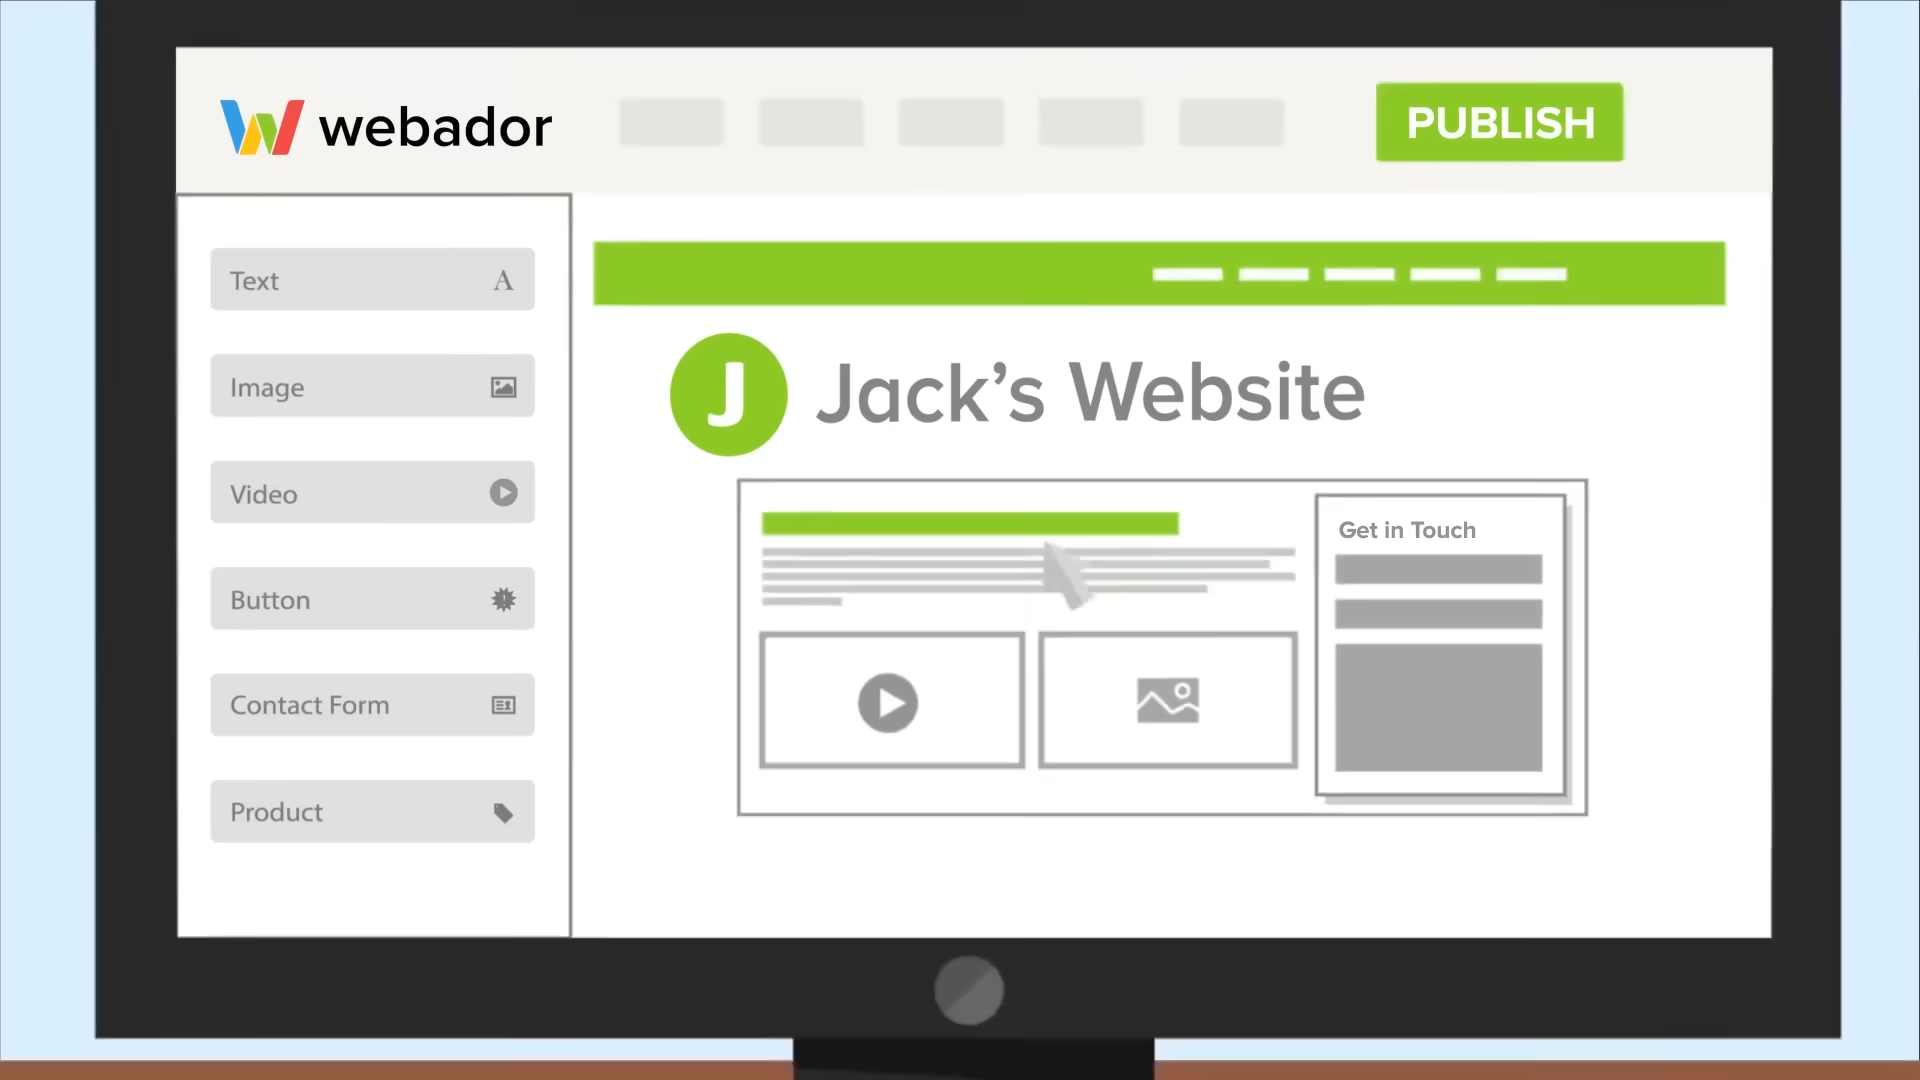 webador
PUBLISH
Text A
Image
Video
Button
Contact Form
Product
J Jack’s Website
Get in Touch